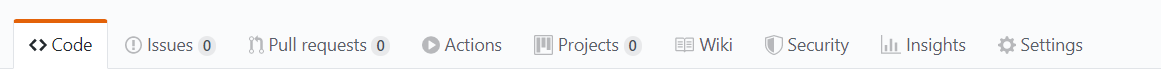 Code Issues 0 Pull requests 0 Actions Projects 0 Wiki Security Insights Settings